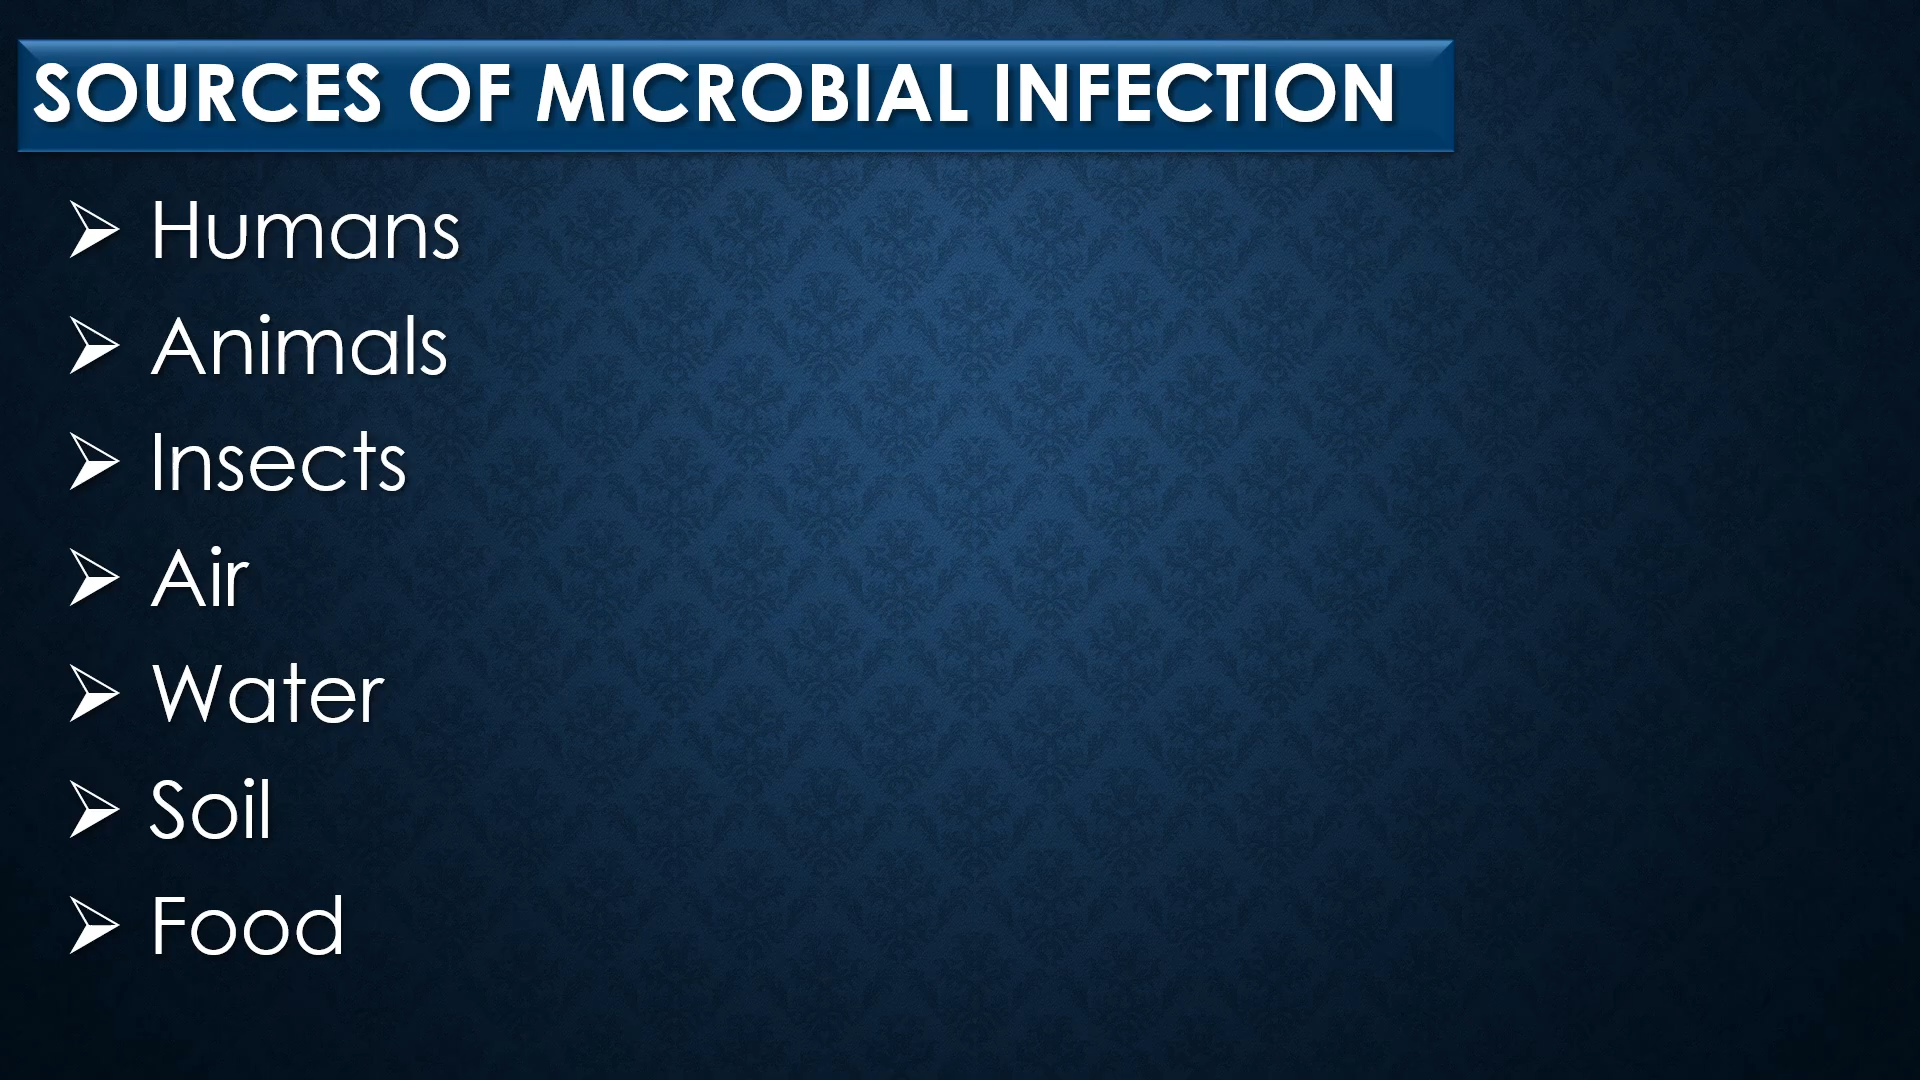 SOURCES OF MICROBIAL INFECTION
Humans
Animals
Insects
Air
Water
Soil
Food